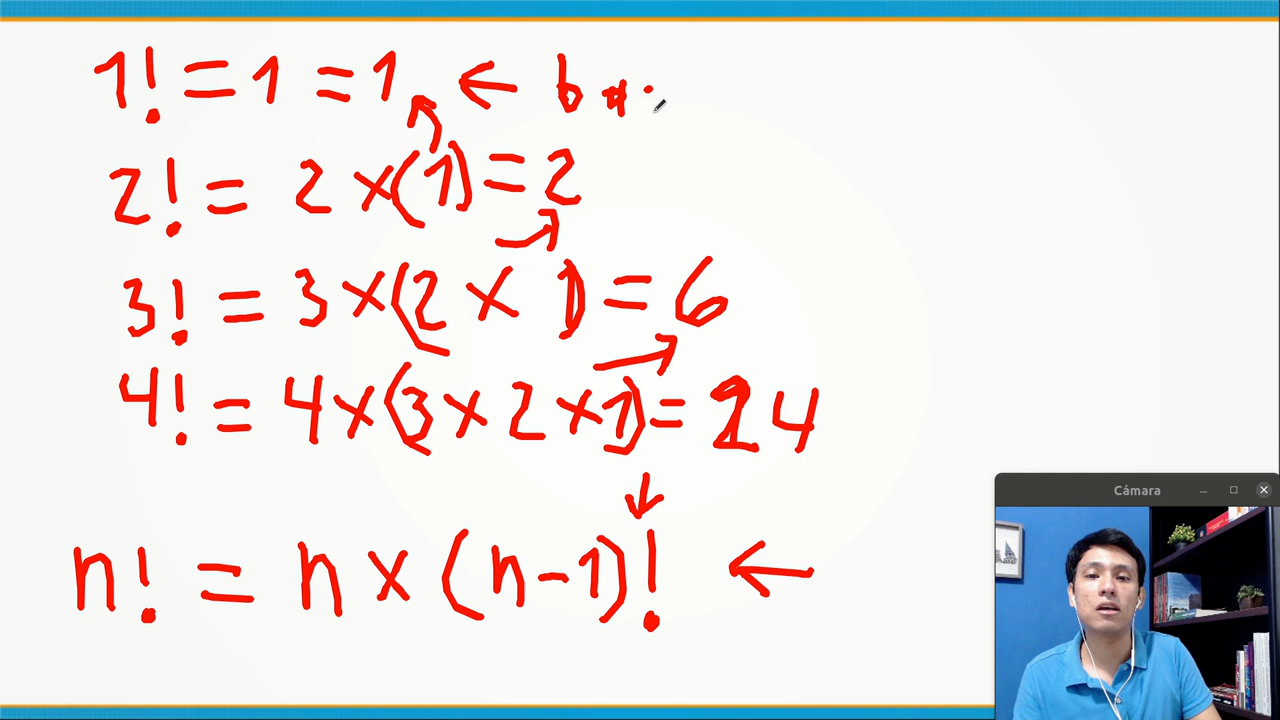 1! = 1 = 1 ← ba
2! = 2 × (1) = 2
3! = 3 × (2 × 1) = 6
4! = 4 × (3 × 2 × 1) = 24
n! = n × (n-1)! ←
Cámara